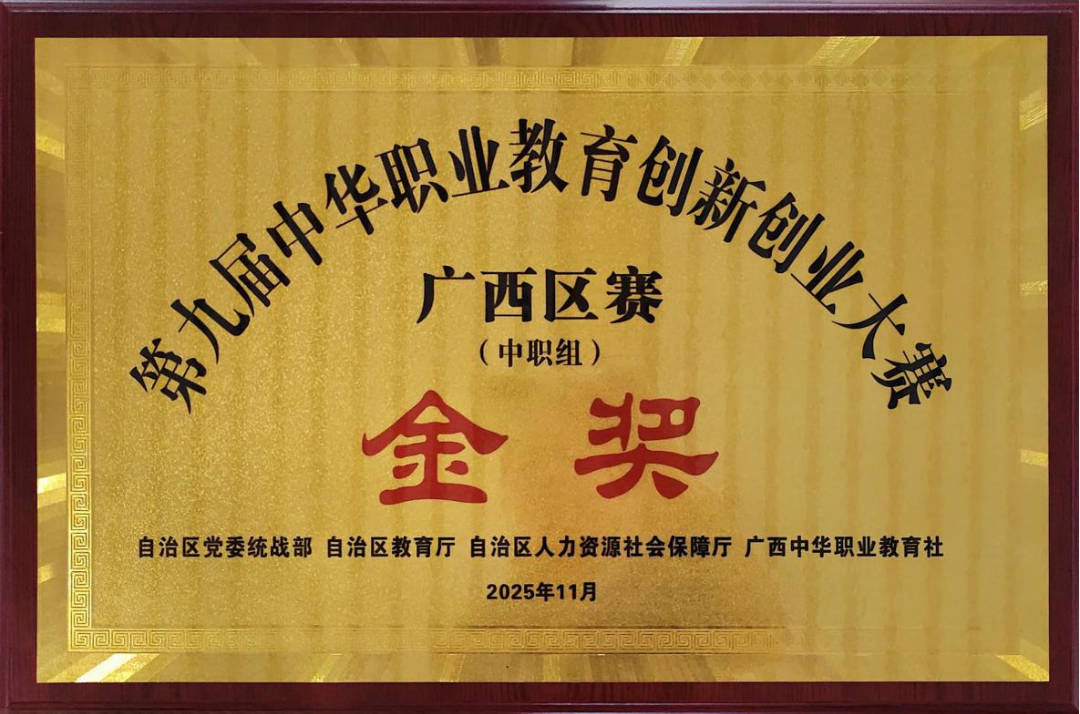 第九届中华职业教育创新创业大赛
广西区赛
（中职组）
金奖
自治区党委统战部 自治区教育厅 自治区人力资源社会保障厅 广西中华职业教育社
2025年11月